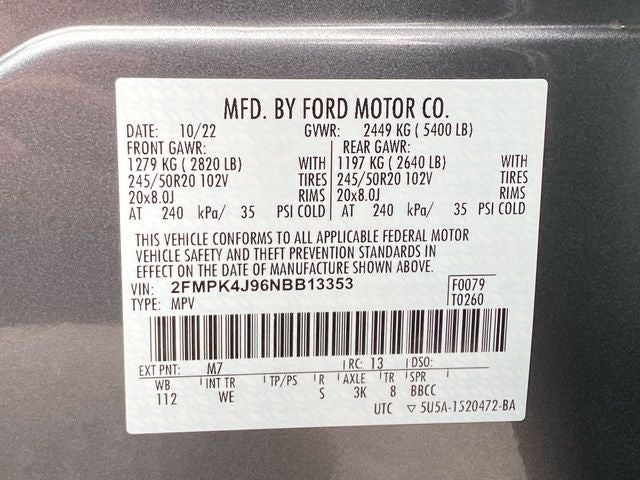 MFD. BY FORD MOTOR CO.
DATE: 10/22 GVWR: 2449 KG ( 5400 LB)
FRONT GAWR: REAR GAWR:
1279 KG ( 2820 LB) WITH 1197 KG ( 2640 LB) WITH
245/50R20 102V TIRES 245/50R20 102V TIRES
20x8.0J RIMS 20x8.0J RIMS
AT 240 kPa/ 35 PSI COLD AT 240 kPa/ 35 PSI COLD
THIS VEHICLE CONFORMS TO ALL APPLICABLE FEDERAL MOTOR
VEHICLE SAFETY AND THEFT PREVENTION STANDARDS IN
EFFECT ON THE DATE OF MANUFACTURE SHOWN ABOVE.
VIN: 2FMPK4J96NBB13353 F0079
TYPE: MPV T0260
EXT PNT: M7 RC: 13 DSO:
WB INT TR TP/PS R AXLE TR SPR
112 WE S 3K 8 BBCC
UTC ▽ 5U5A-1520472-BA